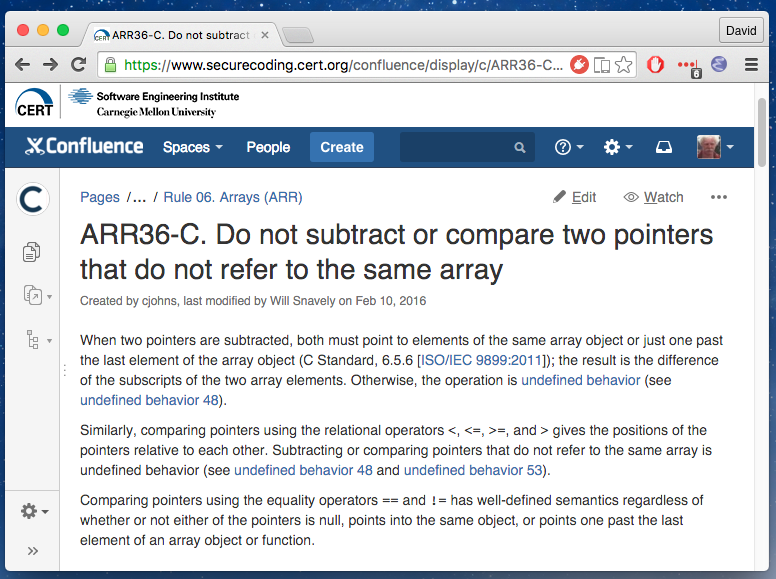 ARR36-C. Do not subtract
David
https://www.securecoding.cert.org/confluence/display/c/ARR36-C...
6
CERT
Software Engineering Institute
Carnegie Mellon University
Confluence Spaces People Create
Pages /... / Rule 06. Arrays (ARR)
Edit Watch
ARR36-C. Do not subtract or compare two pointers
that do not refer to the same array
Created by cjohns, last modified by Will Snavely on Feb 10, 2016
When two pointers are subtracted, both must point to elements of the same array object or just one past
the last element of the array object (C Standard, 6.5.6 [ISO/IEC 9899:2011]); the result is the difference
of the subscripts of the two array elements. Otherwise, the operation is undefined behavior (see
undefined behavior 48).
Similarly, comparing pointers using the relational operators <, <=, >=, and > gives the positions of the
pointers relative to each other. Subtracting or comparing pointers that do not refer to the same array is
undefined behavior (see undefined behavior 48 and undefined behavior 53).
Comparing pointers using the equality operators == and != has well-defined semantics regardless of
whether or not either of the pointers is null, points into the same object, or points one past the last
element of an array object or function.